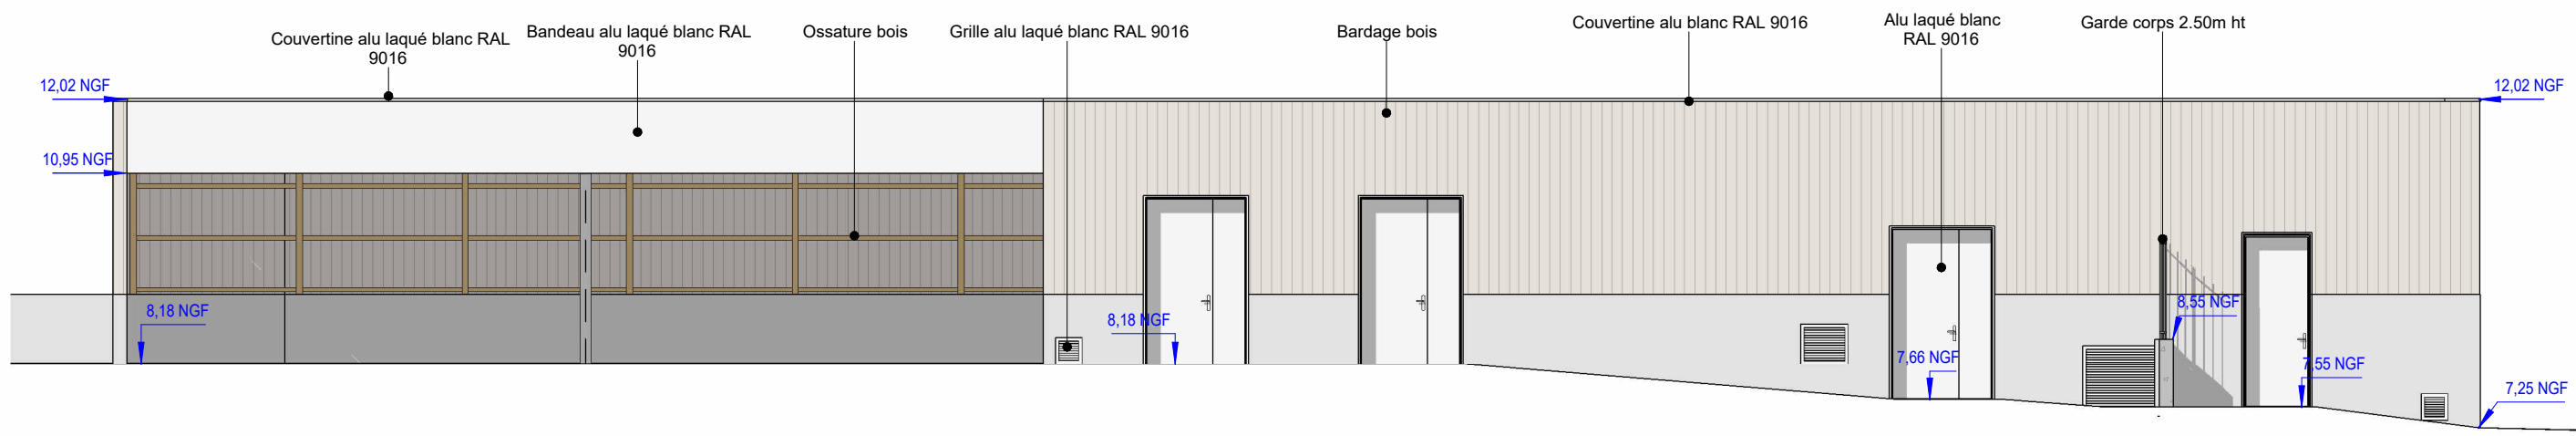 Couvertine alu laqué blanc RAL
9016
Bandeau alu laqué blanc RAL
9016
Ossature bois
Grille alu laqué blanc RAL 9016
Bardage bois
Couvertine alu blanc RAL 9016
Alu laqué blanc
RAL 9016
Garde corps 2.50m ht
12,02 NGF
12,02 NGF
10,95 NGF
8,18 NGF
8,18 NGF
8,55 NGF
7,66 NGF
7,55 NGF
7,25 NGF